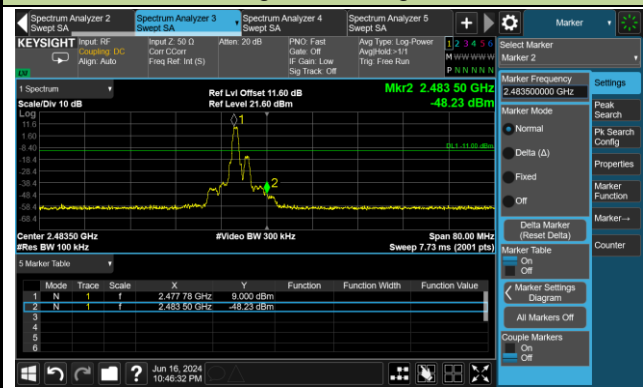 Spectrum Analyzer 2
Swept SA
Spectrum Analyzer 3
Swept SA
Spectrum Analyzer 4
Swept SA
Spectrum Analyzer 5
Swept SA
+
Marker
KEYSIGHT
Input: RF
Coupling: DC
Align: Auto
Input Z: 50 Ω
Corr CCorr
Freq Ref: Int (S)
Atten: 20 dB
PNO: Fast
Gate: Off
IF Gain: Low
Sig Track: Off
Avg Type: Log-Power
Avg|Hold:>1/1
Trig: Free Run
1 2 3 4 5 6
M W W W W W
P N N N N N
LXI
1 Spectrum
Scale/Div 10 dB
Log
Ref Lvl Offset 11.60 dB
Ref Level 21.60 dBm
Mkr2 2.483 50 GHz
-48.23 dBm
11.6
1.60
-8.40
-18.4
-28.4
-38.4
-48.4
-58.4
-68.4
1
2
DL1 -11.00 dBm
Center 2.48350 GHz
#Res BW 100 kHz
#Video BW 300 kHz
Span 80.00 MHz
Sweep 7.73 ms (2001 pts)
5 Marker Table
Mode Trace Scale X Y Function Function Width Function Value
1 N 1 f 2.477 78 GHz 9.000 dBm
2 N 1 f 2.483 50 GHz -48.23 dBm
3
4
5
6
Select Marker
Marker 2
Marker Frequency
2.483500000 GHz
Marker Mode
Normal
Delta (Δ)
Fixed
Off
Delta Marker
(Reset Delta)
Marker Table
On
Off
Marker Settings
Diagram
All Markers Off
Couple Markers
On
Off
Settings
Peak
Search
Pk Search
Config
Properties
Marker
Function
Marker→
Counter
?
Jun 16, 2024
10:46:32 PM